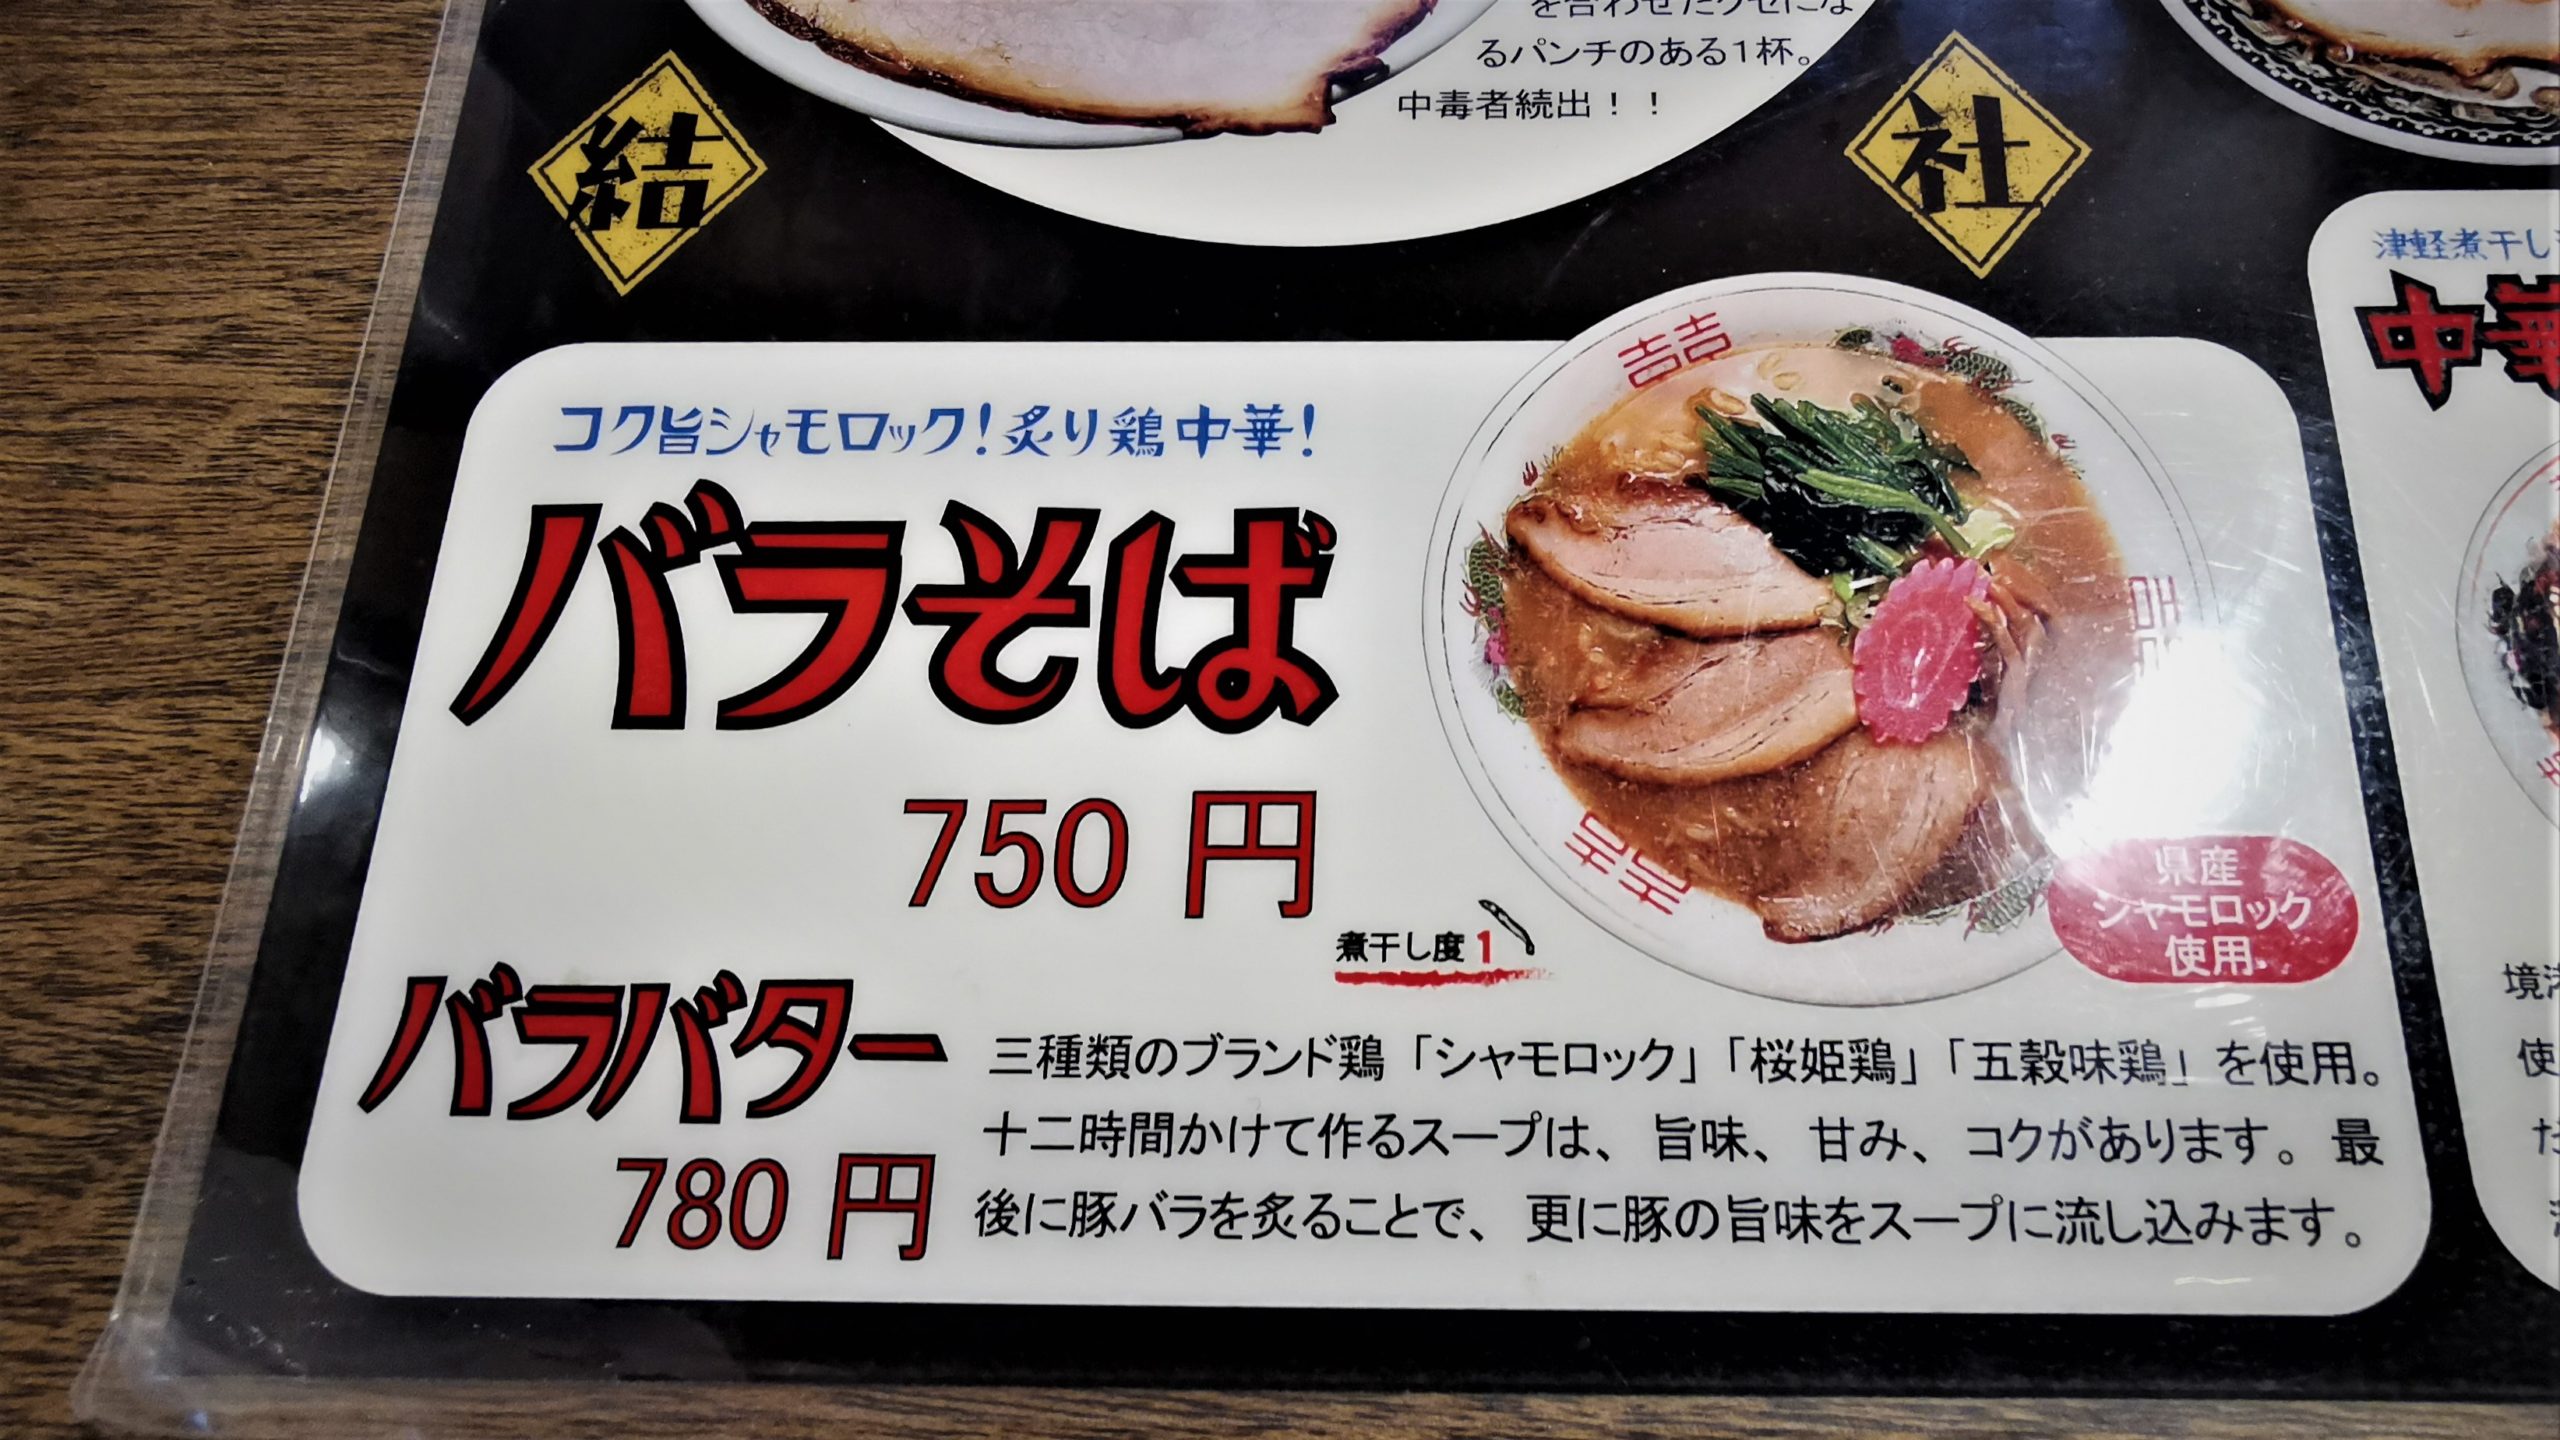 るパンチのある1杯。
中毒者続出！！
結
社
コク旨シャモロック！炙り鶏中華！
バラそば
750 円
煮干し度 1
県産
シャモロック
使用
バラバター
780 円
三種類のブランド鶏「シャモロック」「桜姫鶏」「五穀味鶏」を使用。
十二時間かけて作るスープは、旨味、甘み、コクがあります。最
後に豚バラを炙ることで、更に豚の旨味をスープに流し込みます。
津軽煮干し
中華
境
使